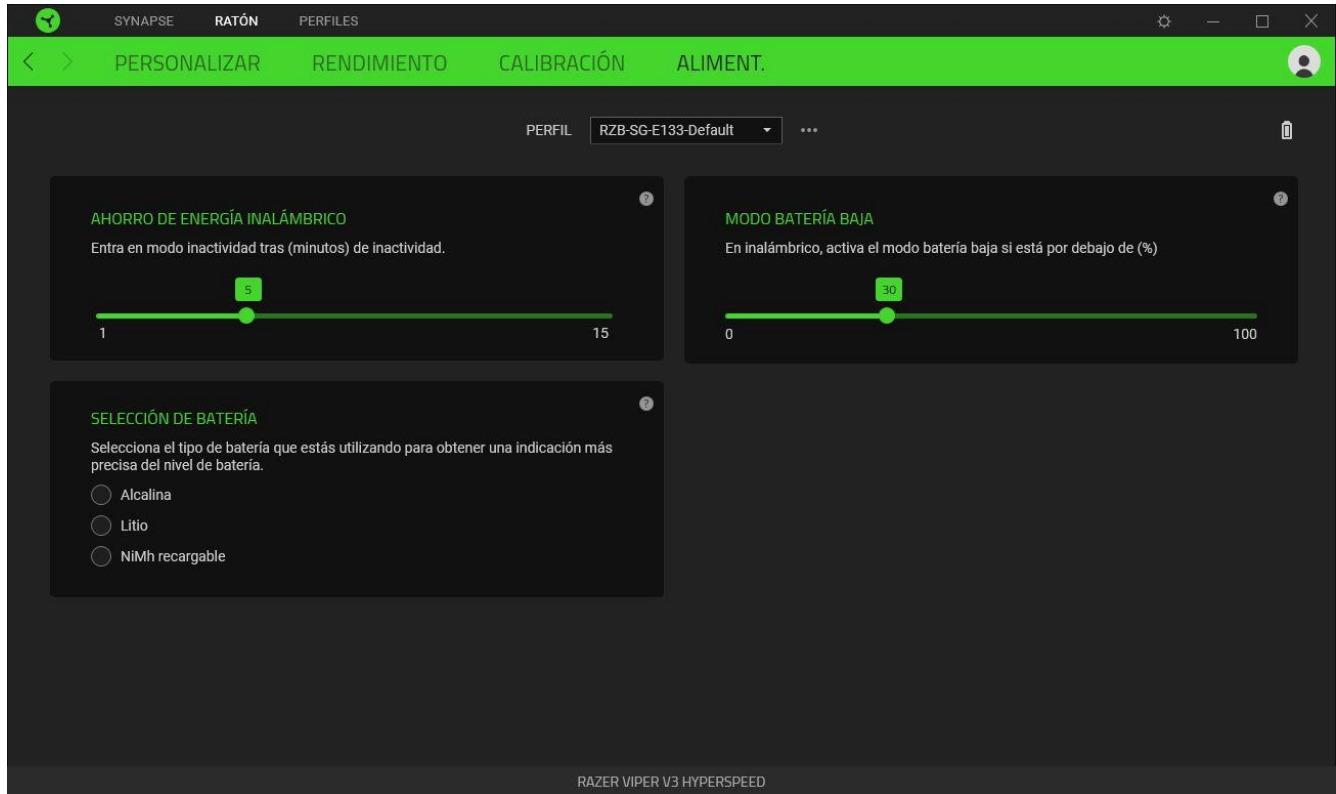 SYNAPSE RATÓN PERFILES
PERSONALIZAR RENDIMIENTO CALIBRACIÓN ALIMENT.
PERFIL RZB-SG-E133-Default
AHORRO DE ENERGÍA INALÁMBRICO
Entra en modo inactividad tras (minutos) de inactividad.
5
1 15
MODO BATERÍA BAJA
En inalámbrico, activa el modo batería baja si está por debajo de (%)
30
0 100
SELECCIÓN DE BATERÍA
Selecciona el tipo de batería que estás utilizando para obtener una indicación más
precisa del nivel de batería.
Alcalina
Litio
NiMh recargable
RAZER VIPER V3 HYPERSPEED